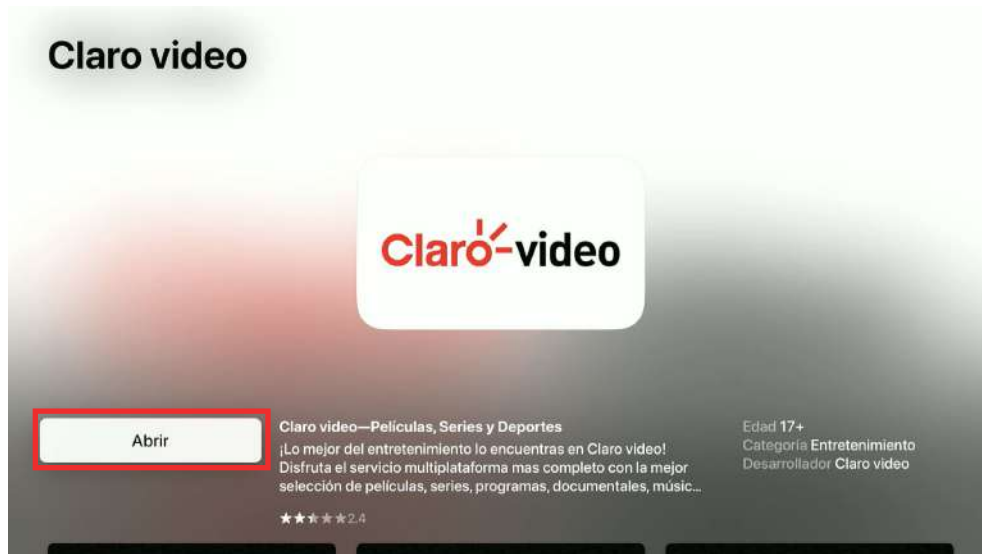 Claro video
Claro-video
Abrir
Claro video—Películas, Series y Deportes
¡Lo mejor del entretenimiento lo encuentras en Claro video!
Disfruta el servicio multiplataforma mas completo con la mejor
selección de películas, series, programas, documentales, músic...
2.4
Edad 17+
Categoría Entretenimiento
Desarrollador Claro video